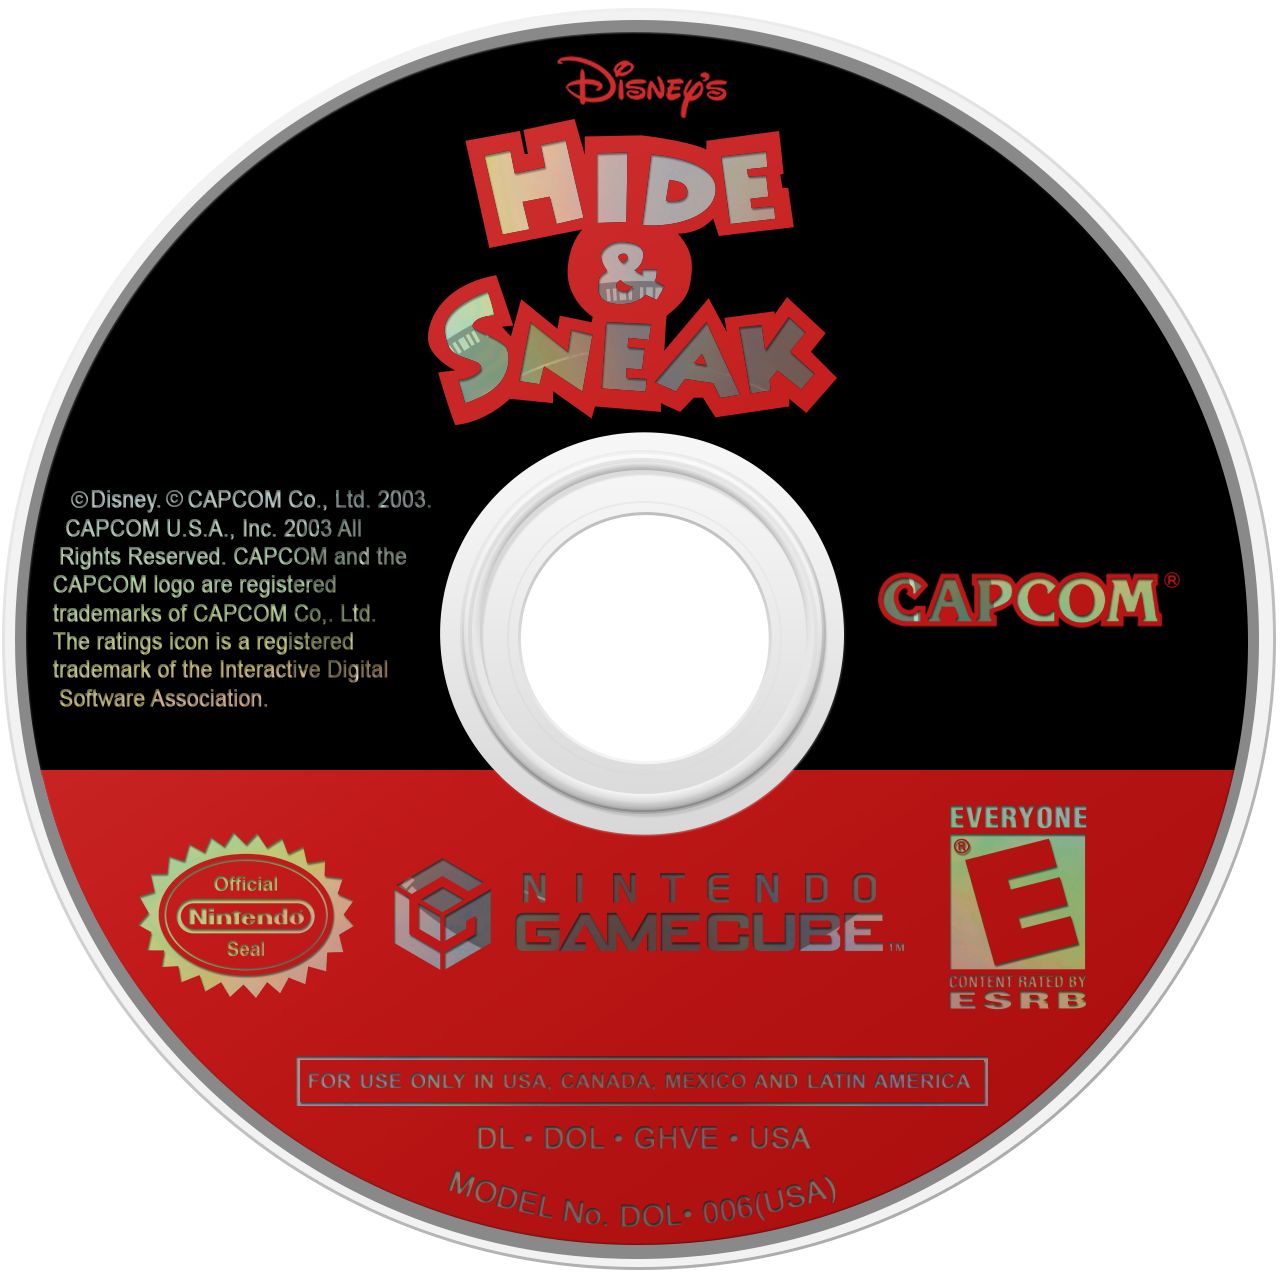 Disney's
HIDE
&
SNEAK
©Disney. © CAPCOM Co., Ltd. 2003.
CAPCOM U.S.A., Inc. 2003 All
Rights Reserved. CAPCOM and the
CAPCOM logo are registered
trademarks of CAPCOM Co,. Ltd.
The ratings icon is a registered
trademark of the Interactive Digital
Software Association.
CAPCOM®
Official
Nintendo
Seal
NINTENDO
GAMECUBE™
EVERYONE
®
E
CONTENT RATED BY
ESRB
FOR USE ONLY IN USA, CANADA, MEXICO AND LATIN AMERICA
DL • DOL • GHVE • USA
MODEL No. DOL• 006(USA)